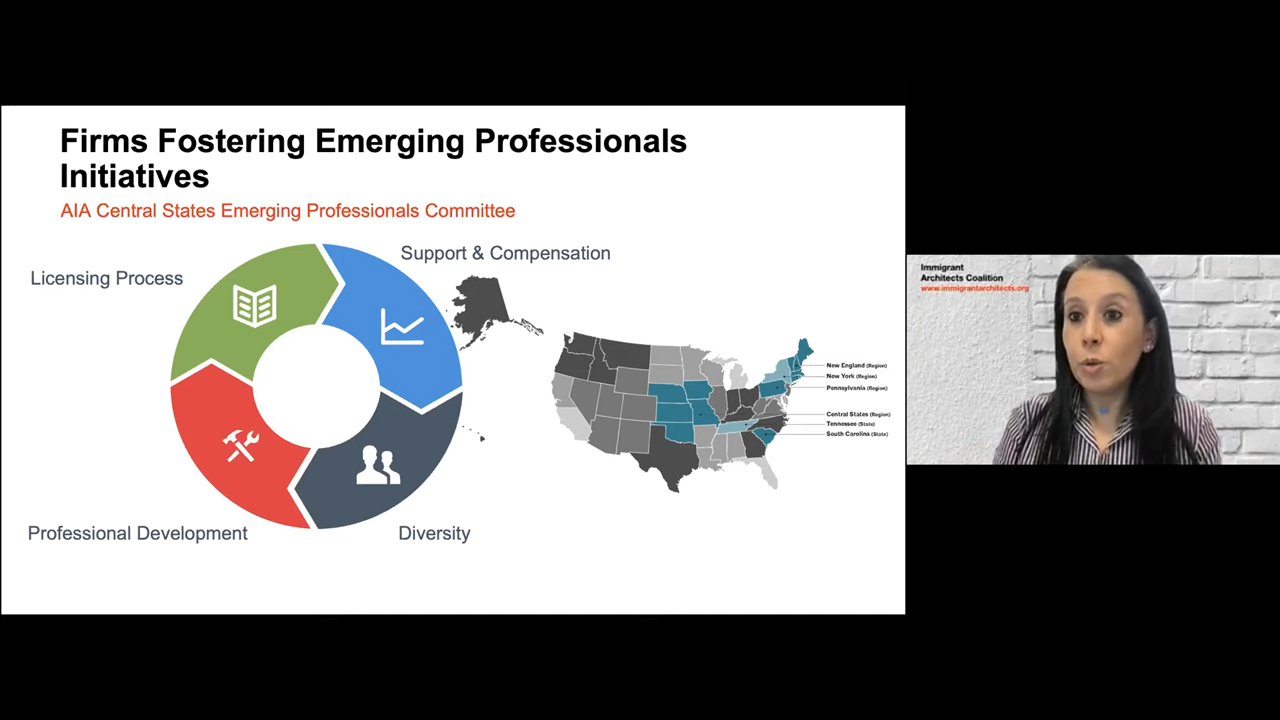 Firms Fostering Emerging Professionals
Initiatives
AIA Central States Emerging Professionals Committee
Licensing Process
Support & Compensation
Professional Development
Diversity
New England (Region)
New York (Region)
Pennsylvania (Region)
Central States (Region)
Tennessee (State)
South Carolina (State)
Immigrant
Architects Coalition
www.immigrantarchitects.org